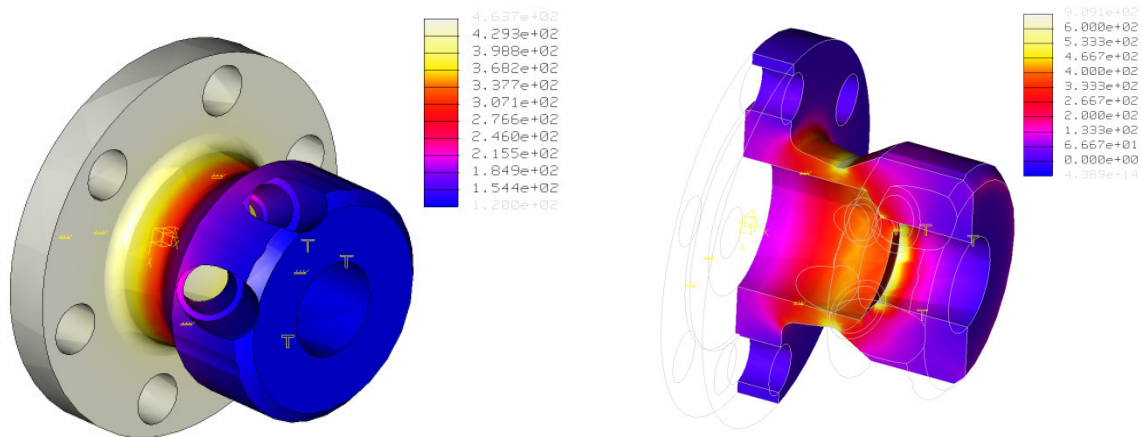 4.637e+02
4.293e+02
3.988e+02
3.682e+02
3.377e+02
3.071e+02
2.766e+02
2.460e+02
2.155e+02
1.849e+02
1.544e+02
1.200e+02
T
T
T
9.091e+02
6.000e+02
5.333e+02
4.667e+02
4.000e+02
3.333e+02
2.667e+02
2.000e+02
1.333e+02
6.667e+01
0.000e+00
4.389e-14
T
T
T